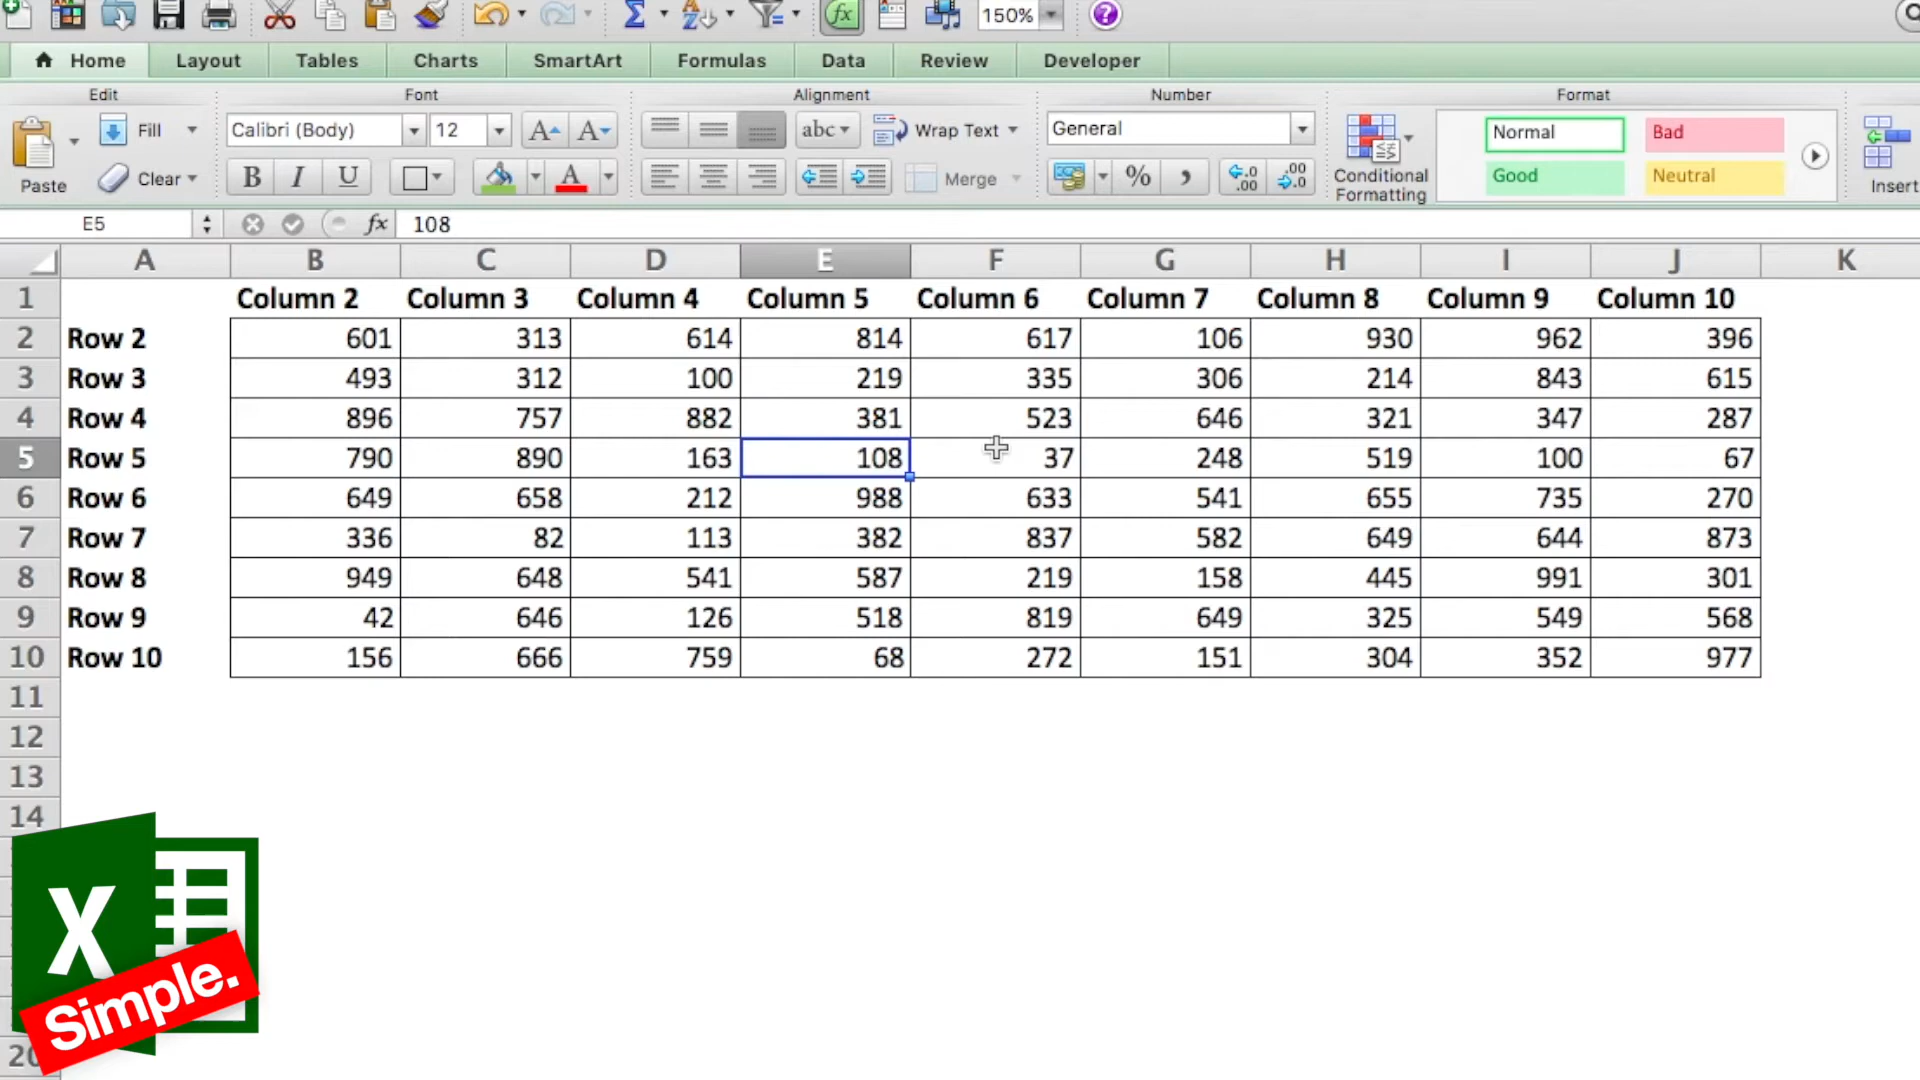 150%
Home Layout Tables Charts SmartArt Formulas Data Review Developer
Edit Font Alignment Number Format
Fill Calibri (Body) 12 A A abc Wrap Text General Normal Bad
Paste Clear B I U A Merge % , .0 .00 .00 .0 Conditional Formatting Good Neutral Insert
E5 fx 108
A B C D E F G H I J K
1 Column 2 Column 3 Column 4 Column 5 Column 6 Column 7 Column 8 Column 9 Column 10
2 Row 2 601 313 614 814 617 106 930 962 396
3 Row 3 493 312 100 219 335 306 214 843 615
4 Row 4 896 757 882 381 523 646 321 347 287
5 Row 5 790 890 163 108 37 248 519 100 67
6 Row 6 649 658 212 988 633 541 655 735 270
7 Row 7 336 82 113 382 837 582 649 644 873
8 Row 8 949 648 541 587 219 158 445 991 301
9 Row 9 42 646 126 518 819 649 325 549 568
10 Row 10 156 666 759 68 272 151 304 352 977
11
12
13
14
X
Simple.
20